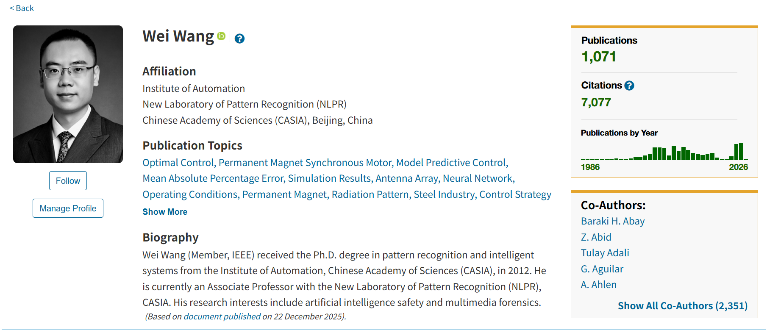 < Back
Wei Wang
Affiliation
Institute of Automation
New Laboratory of Pattern Recognition (NLPR)
Chinese Academy of Sciences (CASIA), Beijing, China
Publication Topics
Optimal Control, Permanent Magnet Synchronous Motor, Model Predictive Control,
Mean Absolute Percentage Error, Simulation Results, Antenna Array, Neural Network,
Operating Conditions, Permanent Magnet, Radiation Pattern, Steel Industry, Control Strategy
Show More
Biography
Wei Wang (Member, IEEE) received the Ph.D. degree in pattern recognition and intelligent
systems from the Institute of Automation, Chinese Academy of Sciences (CASIA), in 2012. He
is currently an Associate Professor with the New Laboratory of Pattern Recognition (NLPR),
CASIA. His research interests include artificial intelligence safety and multimedia forensics.
(Based on document published on 22 December 2025).
Follow
Manage Profile
Publications
1,071
Citations
7,077
Publications by Year
1986
2026
Co-Authors:
Baraki H. Abay
Z. Abid
Tulay Adali
G. Aguilar
A. Ahlen
Show All Co-Authors (2,351)